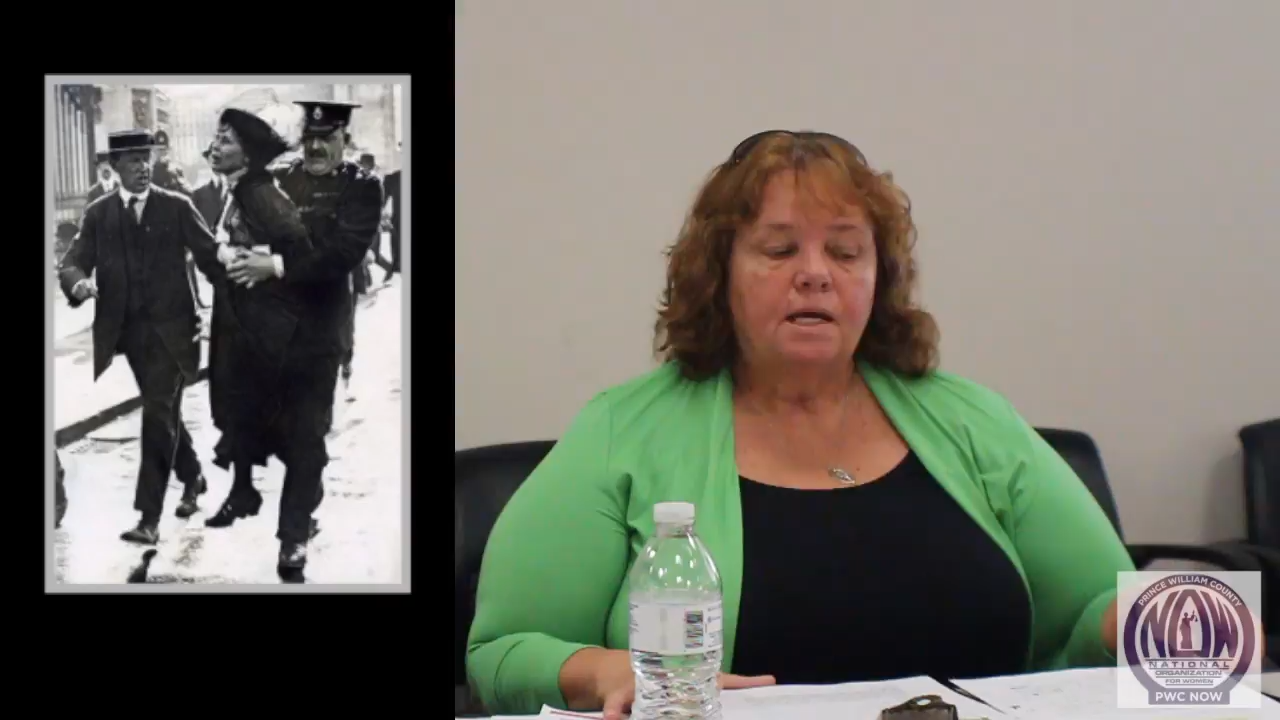 PRINCE WILLIAM COUNTY
NOW
NATIONAL
ORGANIZATION
FOR WOMEN
PWC NOW